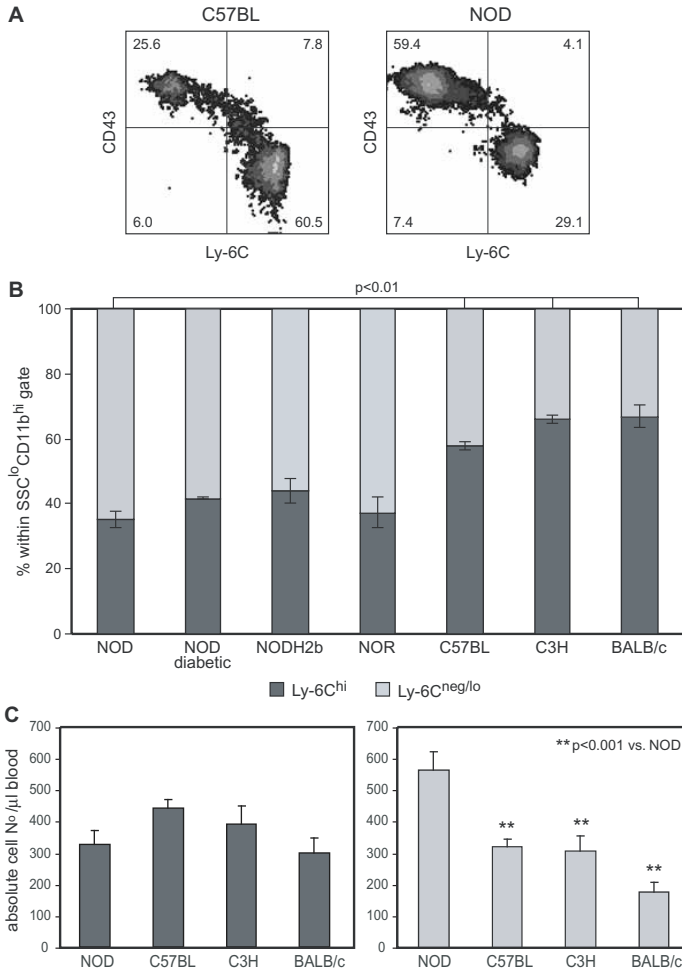 A
C57BL
NOD
25.6
7.8
6.0
60.5
CD43
Ly-6C
59.4
4.1
7.4
29.1
CD43
Ly-6C
B
p<0.01
% within SSC^lo CD11b^hi gate
100
80
60
40
20
0
NOD
NOD diabetic
NODH2b
NOR
C57BL
C3H
BALB/c
Ly-6C^hi
Ly-6C^neg/lo
C
absolute cell Nº/µl blood
700
600
500
400
300
200
100
0
NOD
C57BL
C3H
BALB/c
700
600
500
400
300
200
100
0
**p<0.001 vs. NOD
**
**
**
NOD
C57BL
C3H
BALB/c